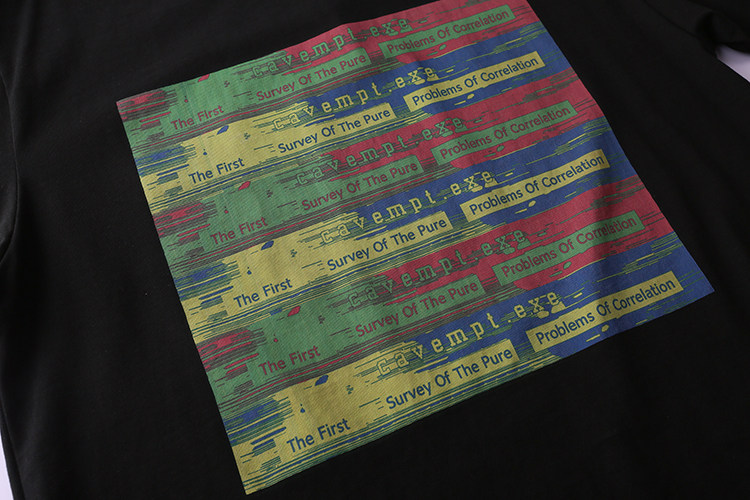 cavempt.exe
The First Survey Of The Pure Problems Of Correlation
cavempt.exe
The First Survey Of The Pure Problems Of Correlation
cavempt.exe
The First Survey Of The Pure Problems Of Correlation
cavempt.exe
The First Survey Of The Pure Problems Of Correlation
cavempt.exe
The First Survey Of The Pure Problems Of Correlation
cavempt.exe
The First Survey Of The Pure Problems Of Correlation